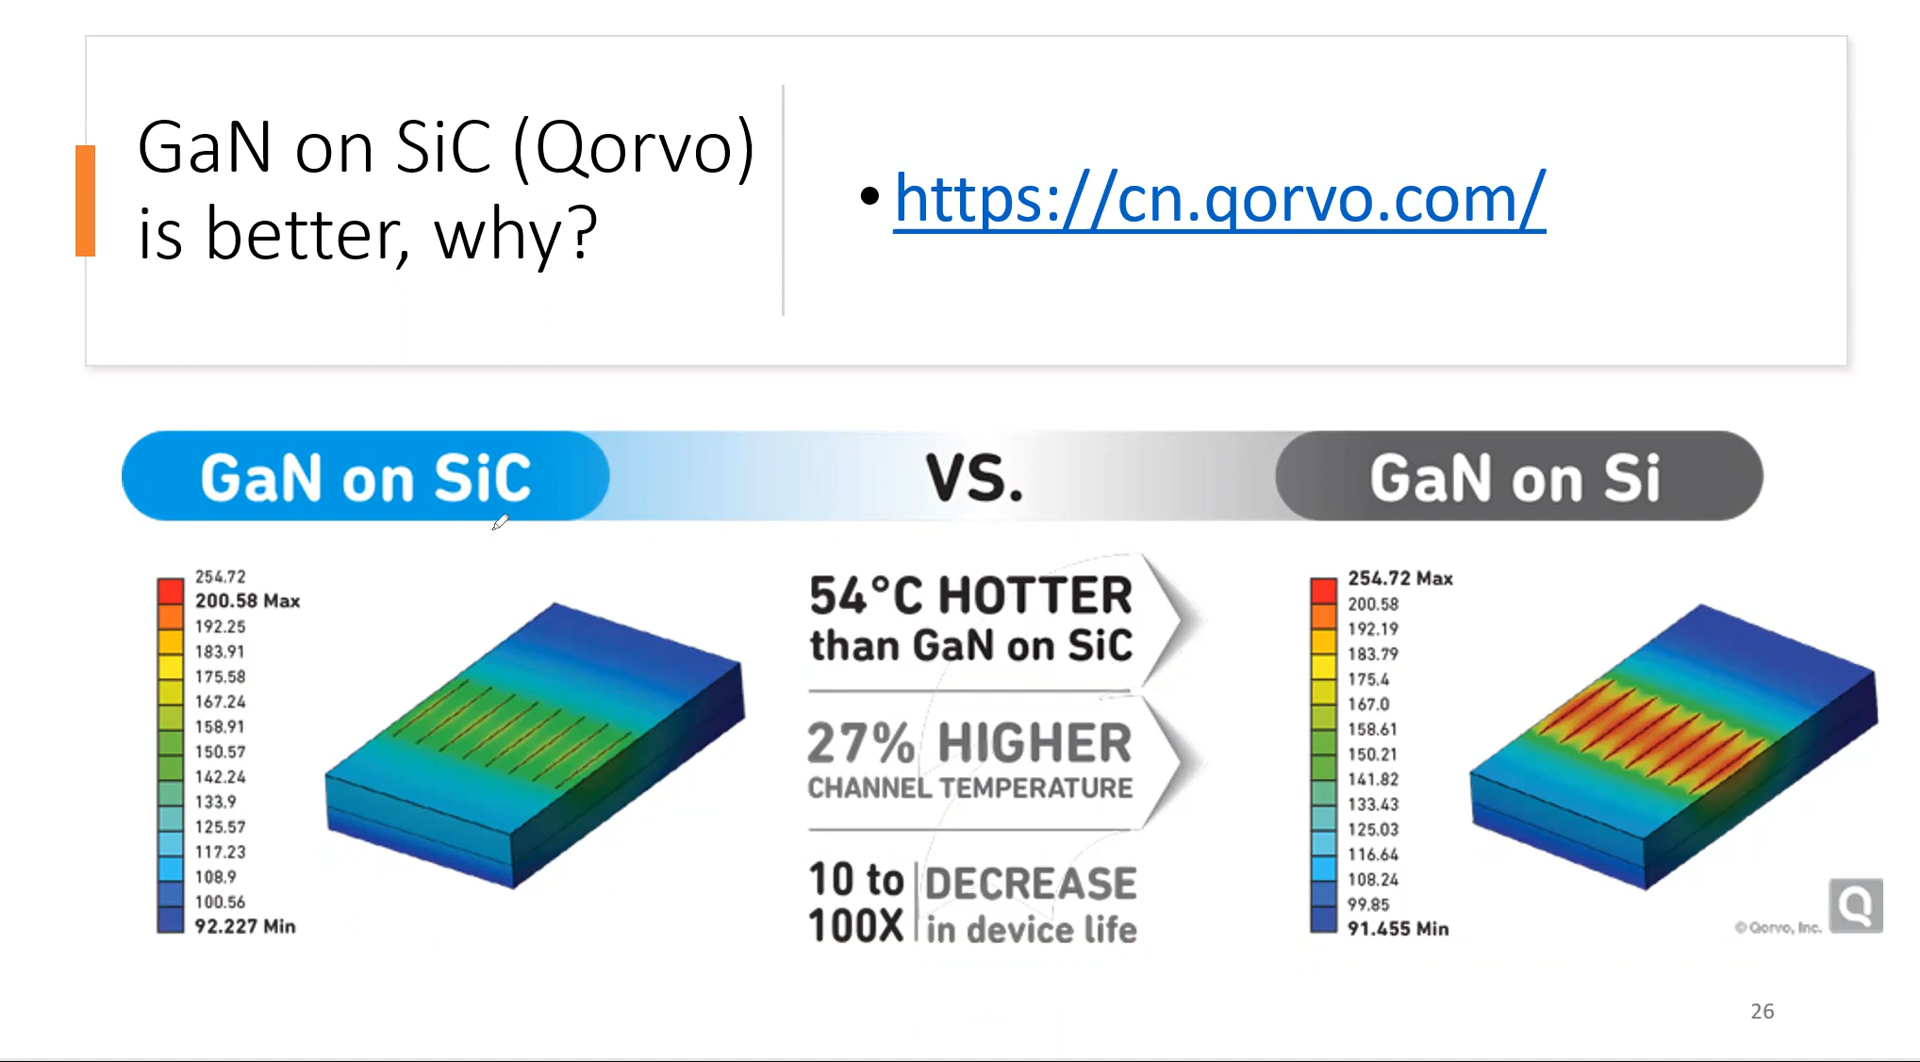 GaN on SiC (Qorvo)
is better, why?
• https://cn.qorvo.com/
GaN on SiC
VS.
GaN on Si
254.72
200.58 Max
192.25
183.91
175.58
167.24
158.91
150.57
142.24
133.9
125.57
117.23
108.9
100.56
92.227 Min
54°C HOTTER
than GaN on SiC
27% HIGHER
CHANNEL TEMPERATURE
10 to
100X
DECREASE
in device life
254.72 Max
200.58
192.19
183.79
175.4
167.0
158.61
150.21
141.82
133.43
125.03
116.64
108.24
99.85
91.455 Min
© Qorvo, Inc.
Q
26